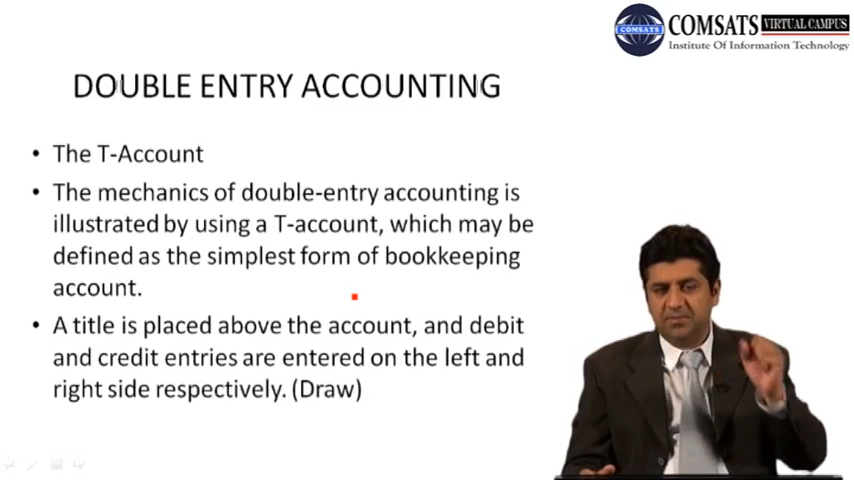 COMSATS
COMSATS VIRTUAL CAMPUS
Institute Of Information Technology
DOUBLE ENTRY ACCOUNTING
• The T-Account
• The mechanics of double-entry accounting is
illustrated by using a T-account, which may be
defined as the simplest form of bookkeeping
account.
• A title is placed above the account, and debit
and credit entries are entered on the left and
right side respectively. (Draw)